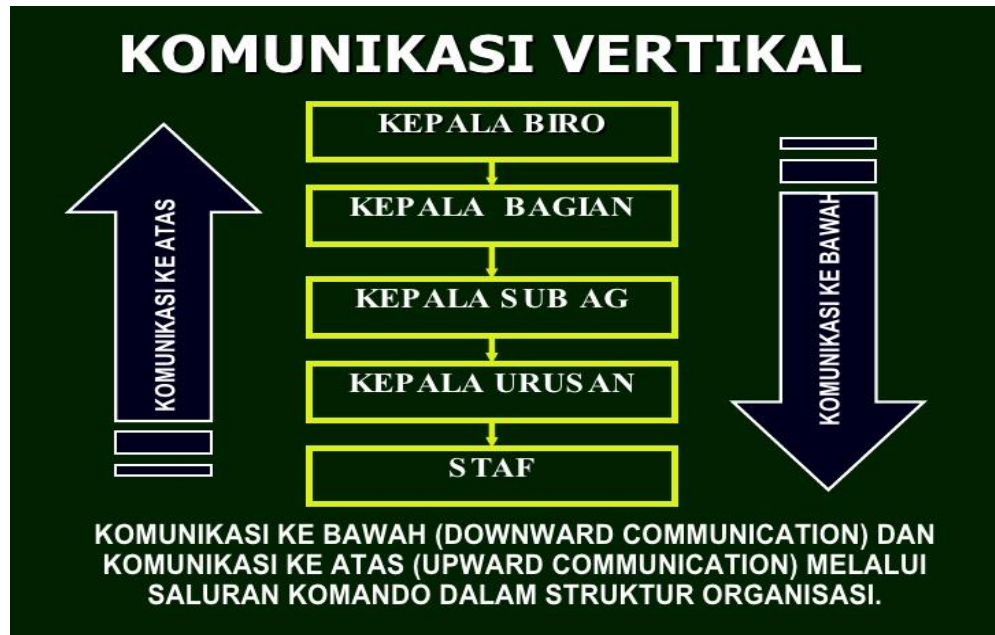 KOMUNIKASI VERTIKAL
KEPALA BIRO
KEPALA BAGIAN
KEPALA SUB AG
KEPALA URUSAN
STAF
KOMUNIKASI KE ATAS
KOMUNIKASI KE BAWAH
KOMUNIKASI KE BAWAH (DOWNWARD COMMUNICATION) DAN
KOMUNIKASI KE ATAS (UPWARD COMMUNICATION) MELALUI
SALURAN KOMANDO DALAM STRUKTUR ORGANISASI.